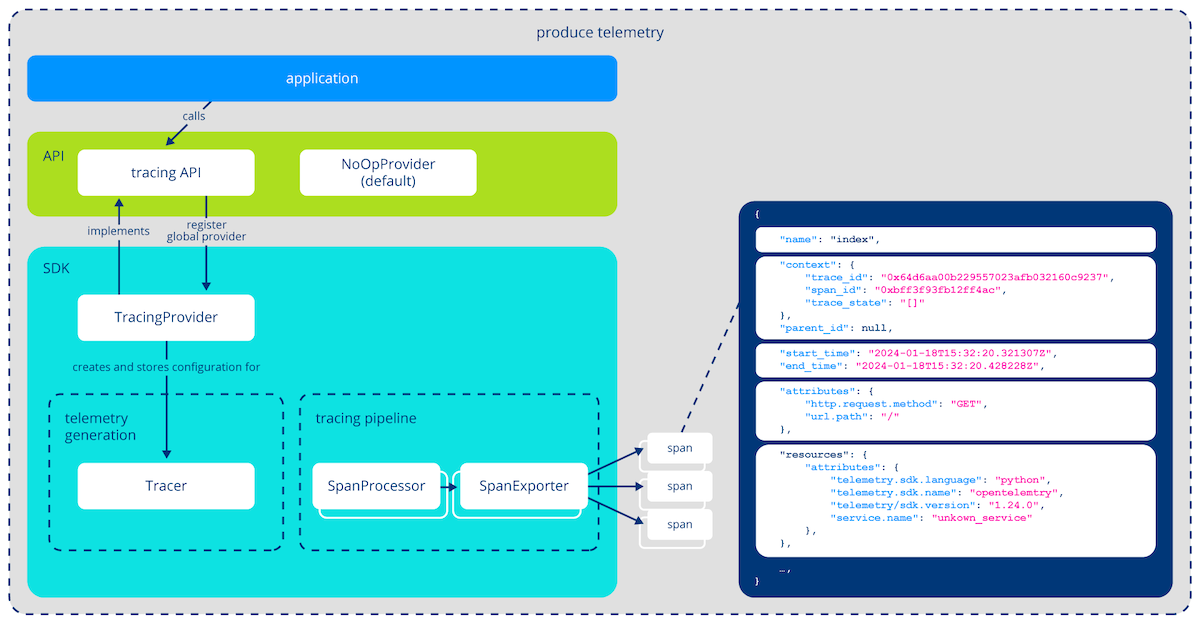 produce telemetry
application
calls
API
tracing API
NoOpProvider
(default)
implements
register
global provider
SDK
TracingProvider
creates and stores configuration for
telemetry
generation
Tracer
tracing pipeline
SpanProcessor
SpanExporter
span
span
span
{
"name": "index",
"context": {
"trace_id": "0x64d6aa00b229557023afb032160c9237",
"span_id": "0xbff3f93fb12ff4ac",
"trace_state": "[]"
},
"parent_id": null,
"start_time": "2024-01-18T15:32:20.321307Z",
"end_time": "2024-01-18T15:32:20.428228Z",
"attributes": {
"http.request.method": "GET",
"url.path": "/"
},
"resources": {
"attributes": {
"telemetry.sdk.language": "python",
"telemetry.sdk.name": "opentelemtry",
"telemetry/sdk.version": "1.24.0",
"service.name": "unkown_service"
},
},
…,
}